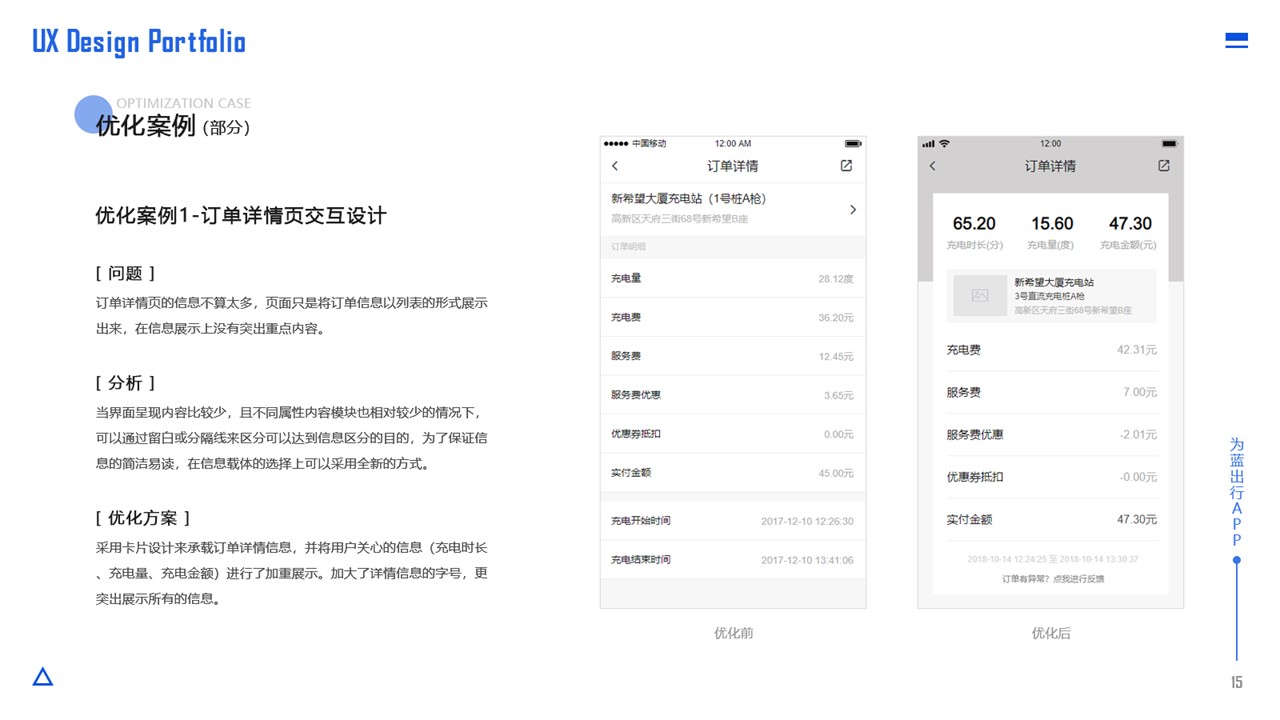 UX Design Portfolio
OPTIMIZATION CASE
优化案例（部分）
优化案例1-订单详情页交互设计
[ 问题 ]
订单详情页的信息不算太多，页面只是将订单信息以列表的形式展示
出来，在信息展示上没有突出重点内容。
[ 分析 ]
当界面呈现内容比较少，且不同属性内容模块也相对较少的情况下，
可以通过留白或分隔线来区分可以达到信息区分的目的，为了保证信
息的简洁易读，在信息载体的选择上可以采用全新的方式。
[ 优化方案 ]
采用卡片设计来承载订单详情信息，并将用户关心的信息（充电时长
、充电量、充电金额）进行了加重展示。加大了详情信息的字号，更
突出展示所有的信息。
中国移动 12:00 AM
订单详情
新希望大厦充电站（1号桩A枪）
高新区天府三街68号新希望B座
订单明细
充电量 28.12度
充电费 36.20元
服务费 12.45元
服务费优惠 3.65元
优惠券抵扣 0.00元
实付金额 45.00元
充电开始时间 2017-12-10 12:26:30
充电结束时间 2017-12-10 13:41:06
优化前
12:00
订单详情
65.20 15.60 47.30
充电时长(分) 充电量(度) 充电金额(元)
新希望大厦充电站
3号直流充电桩A枪
高新区天府三街68号新希望B座
充电费 42.31元
服务费 7.00元
服务费优惠 -2.01元
优惠券抵扣 -0.00元
实付金额 47.30元
2018-10-14 12:24:25 至 2018-10-14 13:30:37
订单有异常？点我进行反馈
优化后
为蓝出行APP
15